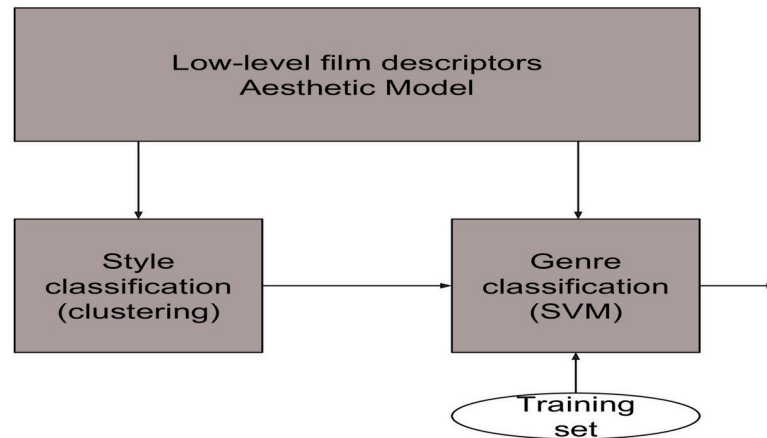 Low-level film descriptors
Aesthetic Model
Style
classification
(clustering)
Genre
classification
(SVM)
Training
set